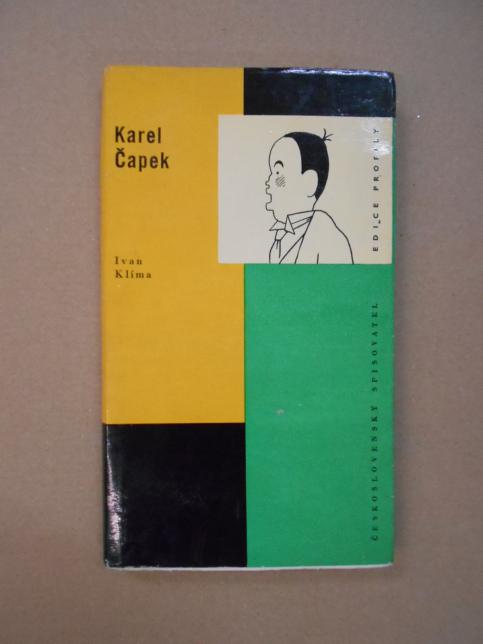 Karel
Čapek
Ivan
Klíma
EDICE PROFILY
ČESKOSLOVENSKÝ SPISOVATEL